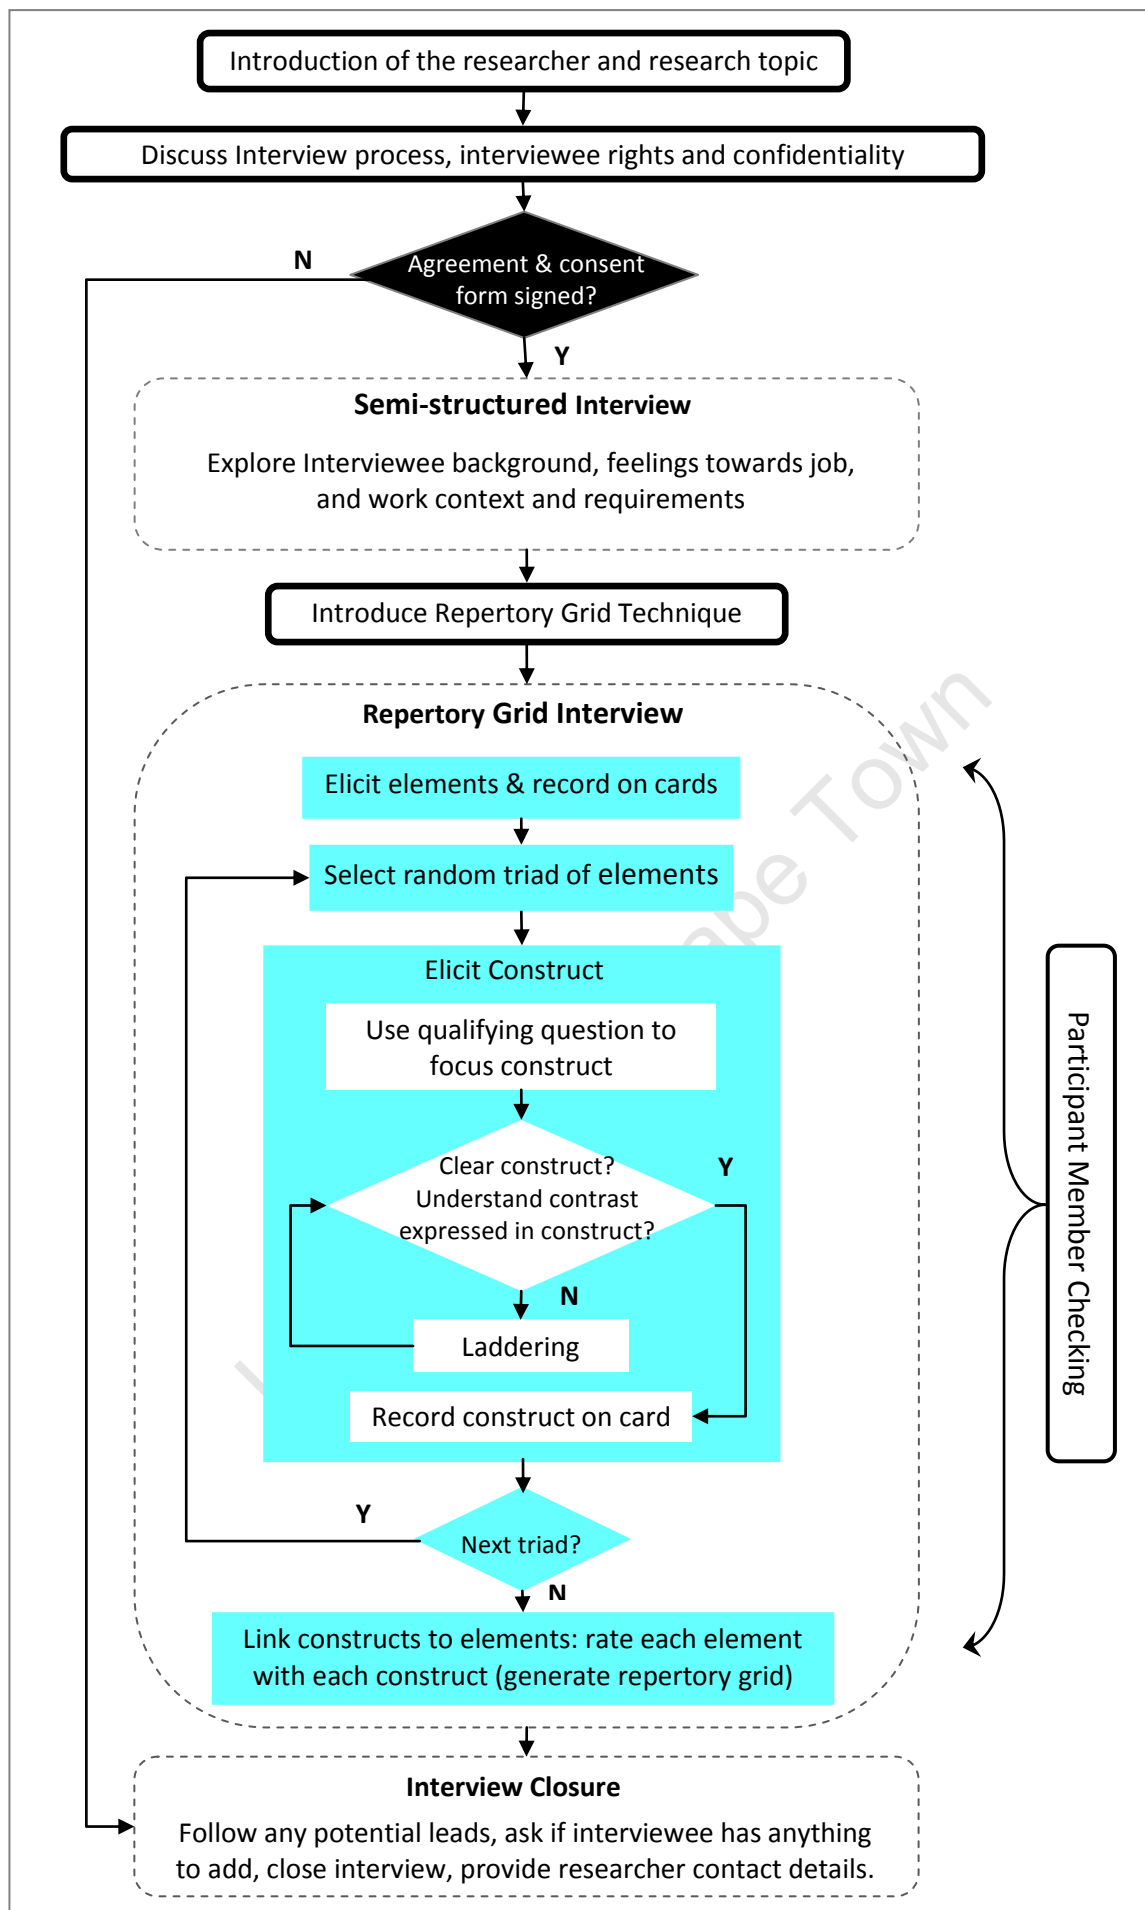 Introduction of the researcher and research topic
Discuss Interview process, interviewee rights and confidentiality
N
Agreement & consent
form signed?
Y
Semi-structured Interview
Explore Interviewee background, feelings towards job,
and work context and requirements
Introduce Repertory Grid Technique
Repertory Grid Interview
Elicit elements & record on cards
Select random triad of elements
Elicit Construct
Use qualifying question to
focus construct
Clear construct?
Understand contrast
expressed in construct?
Y
N
Laddering
Record construct on card
Y
Next triad?
N
Link constructs to elements: rate each element
with each construct (generate repertory grid)
Participant Member Checking
Interview Closure
Follow any potential leads, ask if interviewee has anything
to add, close interview, provide researcher contact details.
ape Town